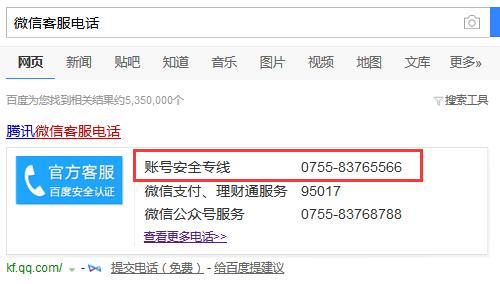 微信客服电话
网页 新闻 贴吧 知道 音乐 图片 视频 地图 文库 更多»
百度为您找到相关结果约5,350,000个 搜索工具
腾讯微信客服电话
官方客服
百度安全认证
账号安全专线 0755-83765566
微信支付、理财通服务 95017
微信公众号服务 0755-83768788
查看更多电话>>
kf.qq.com/ - 提交电话（免费） - 给百度提建议